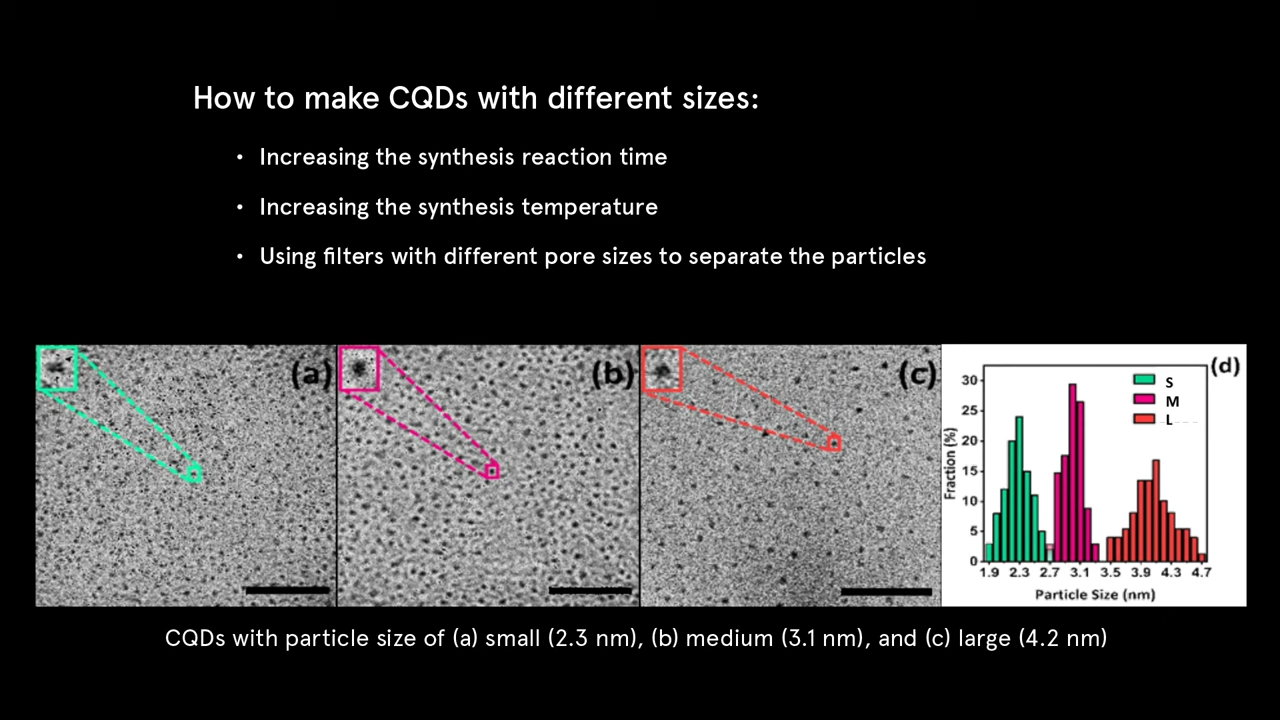 How to make CQDs with different sizes:
• Increasing the synthesis reaction time
• Increasing the synthesis temperature
• Using filters with different pore sizes to separate the particles
(a)
(b)
(c)
(d)
S
M
L
Fraction (%)
30
25
20
15
10
5
0
1.9 2.3 2.7 3.1 3.5 3.9 4.3 4.7
Particle Size (nm)
CQDs with particle size of (a) small (2.3 nm), (b) medium (3.1 nm), and (c) large (4.2 nm)